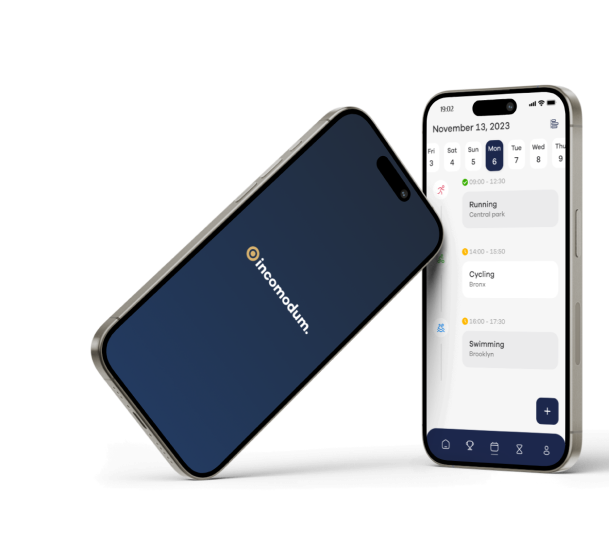 incomodum.
19:02
November 13, 2023
Fri Sat Sun Mon Tue Wed Thu
3 4 5 6 7 8 9
09:00 - 12:30
Running
Central park
14:00 - 15:50
Cycling
Bronx
16:00 - 17:30
Swimming
Brooklyn
+